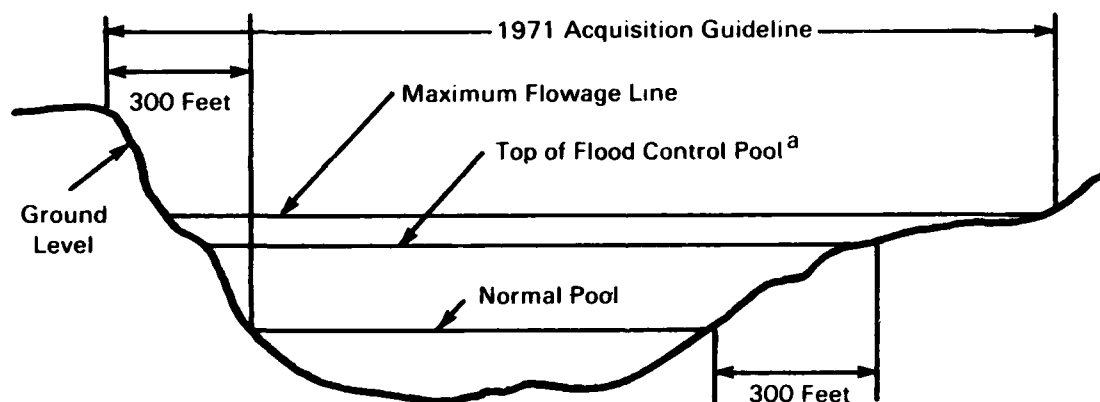 1971 Acquisition Guideline
300 Feet
Maximum Flowage Line
Top of Flood Control Pool a
Ground
Level
Normal Pool
300 Feet